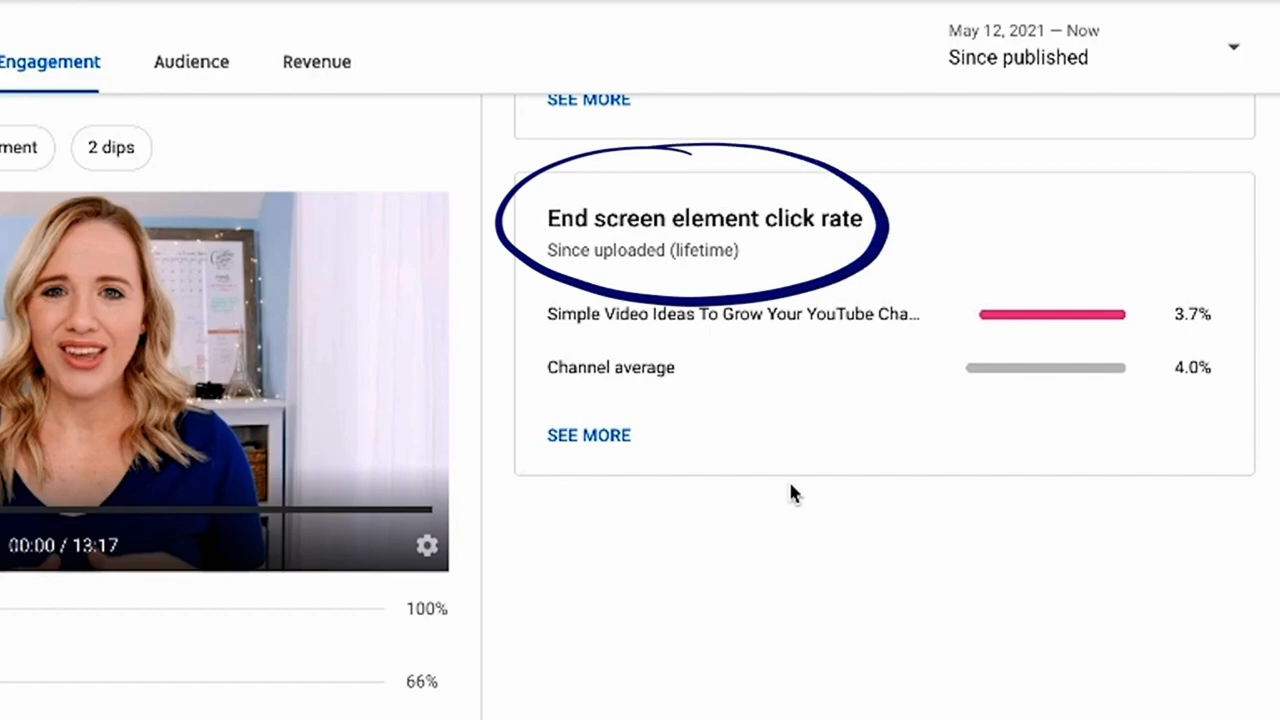 May 12, 2021 – Now
Engagement Audience Revenue
Since published
SEE MORE
ment 2 dips
End screen element click rate
Since uploaded (lifetime)
Simple Video Ideas To Grow Your YouTube Cha... 3.7%
Channel average 4.0%
SEE MORE
00:00 / 13:17
100%
66%